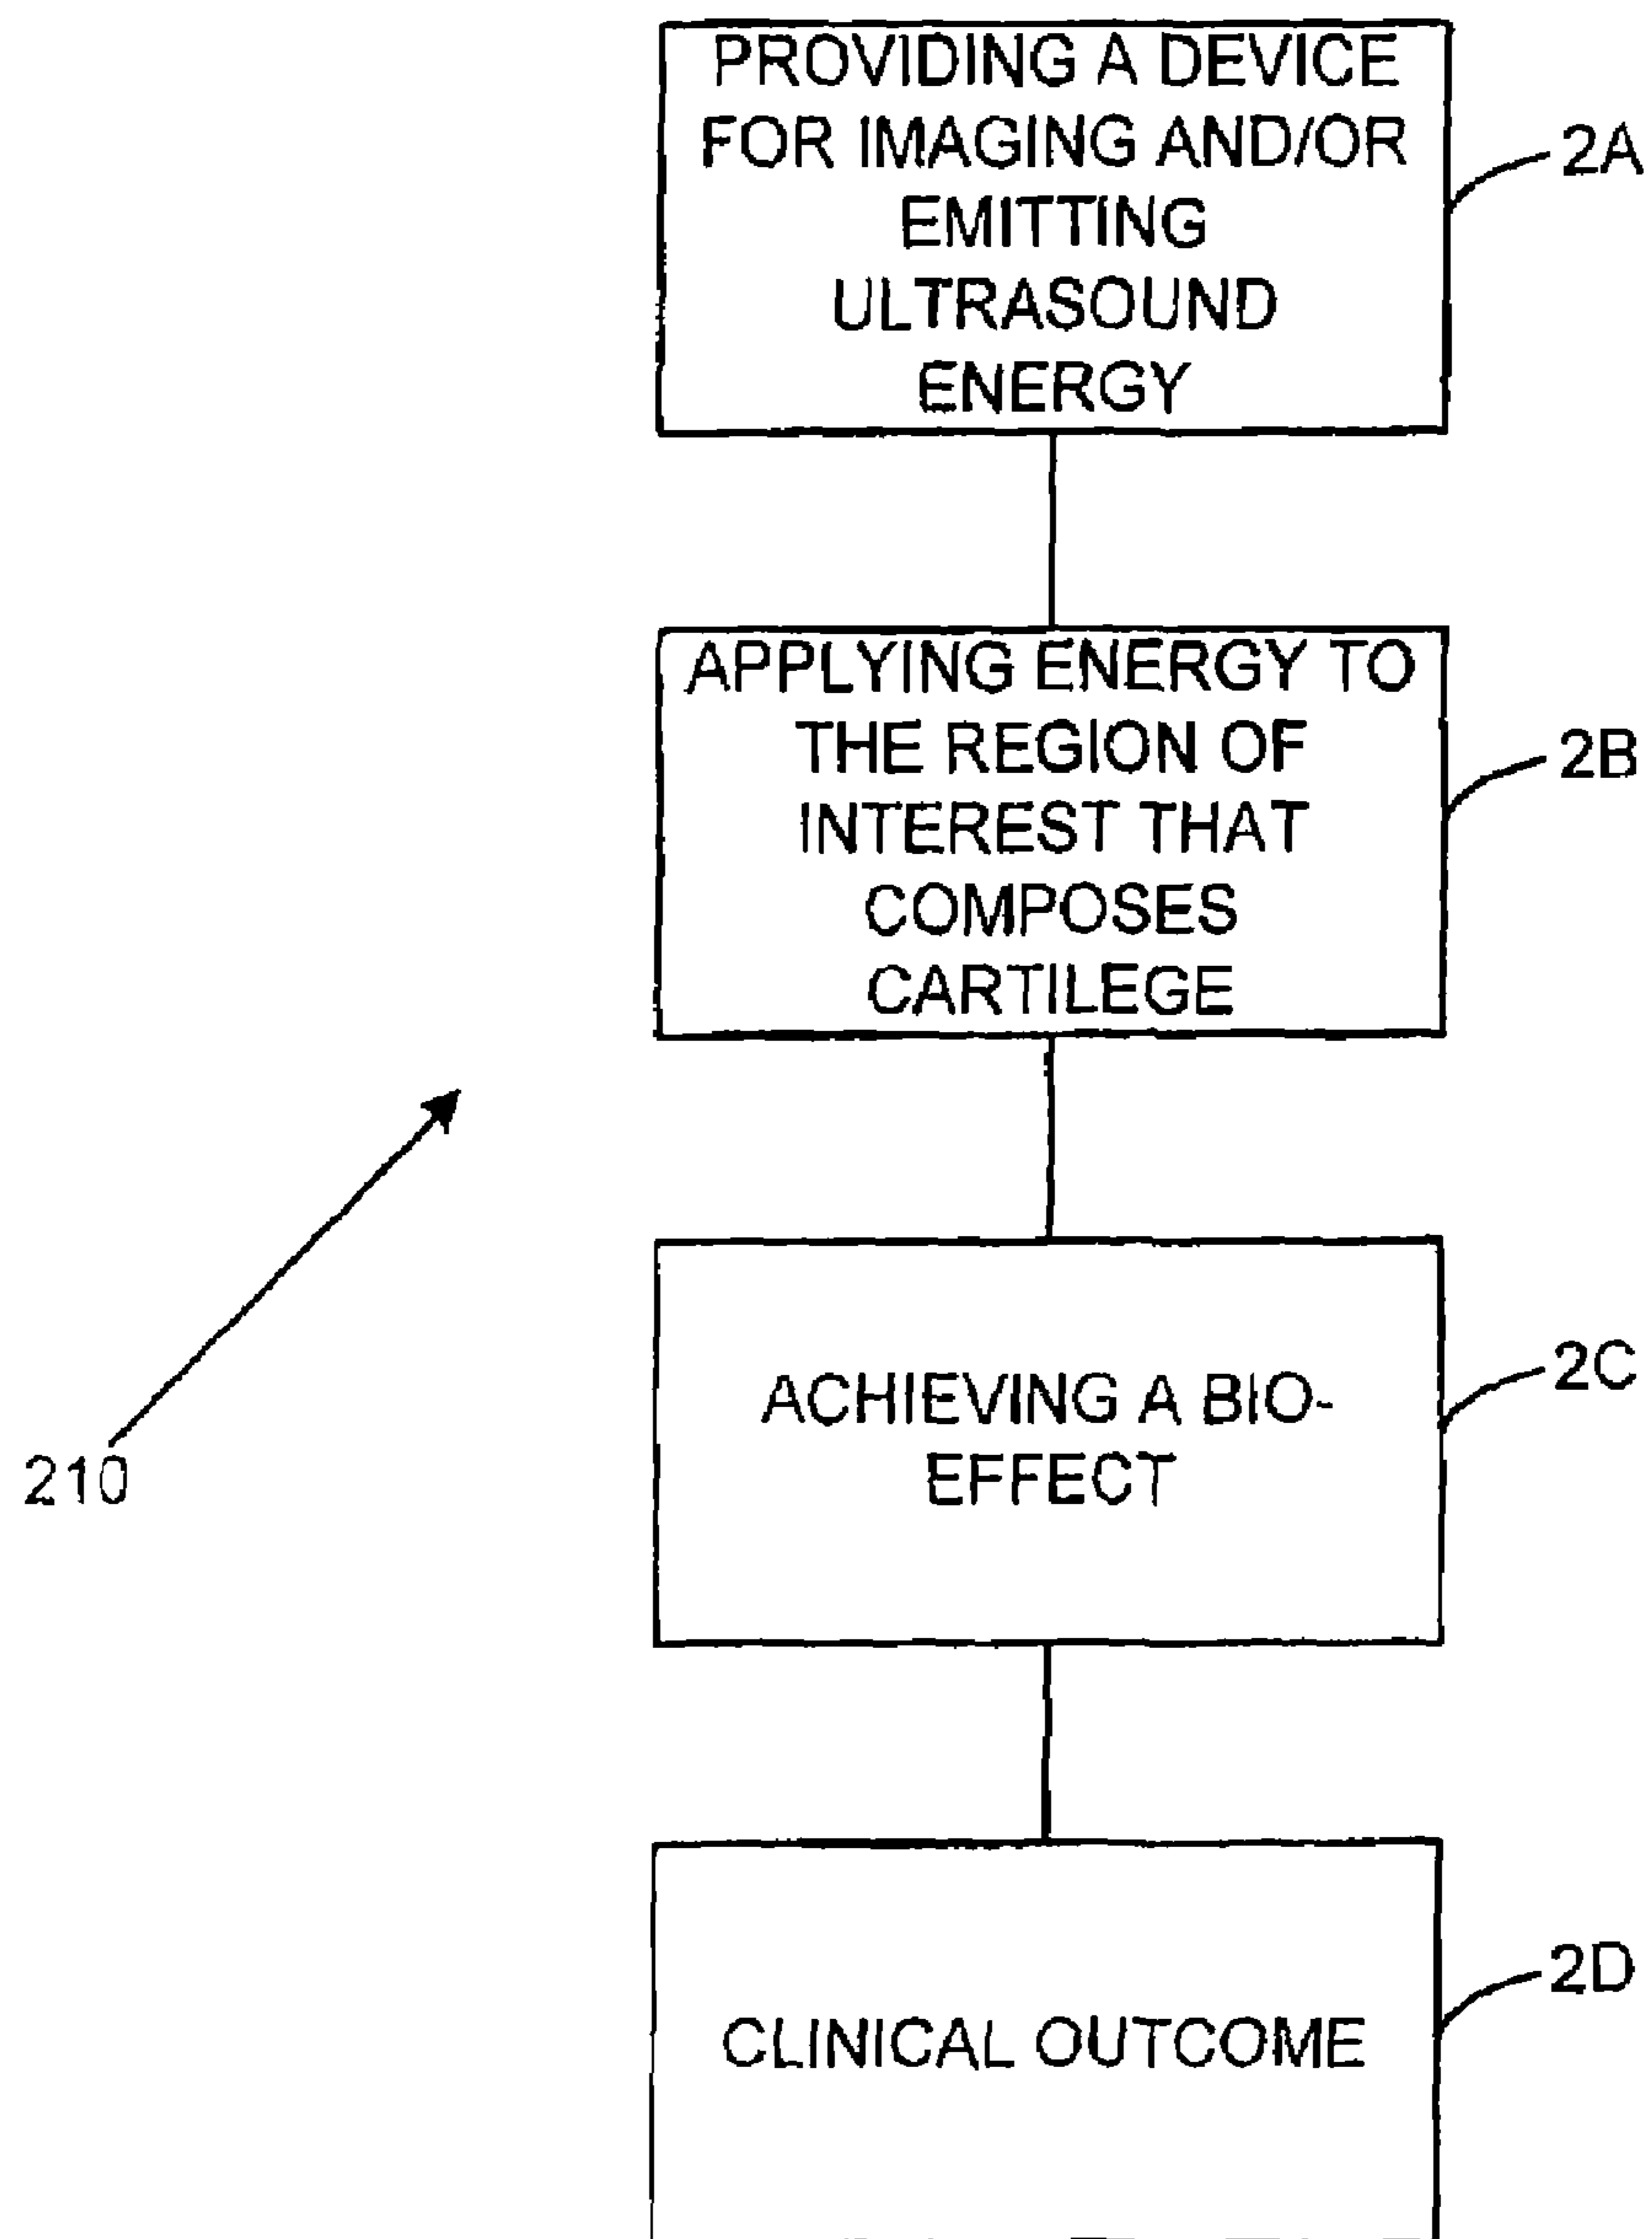 PROVIDING A DEVICE
FOR IMAGING AND/OR
EMITTING
ULTRASOUND
ENERGY
2A
APPLYING ENERGY TO
THE REGION OF
INTEREST THAT
COMPOSES
CARTILEGE
2B
ACHIEVING A BIO-
EFFECT
2C
210
CLINICAL OUTCOME
2D